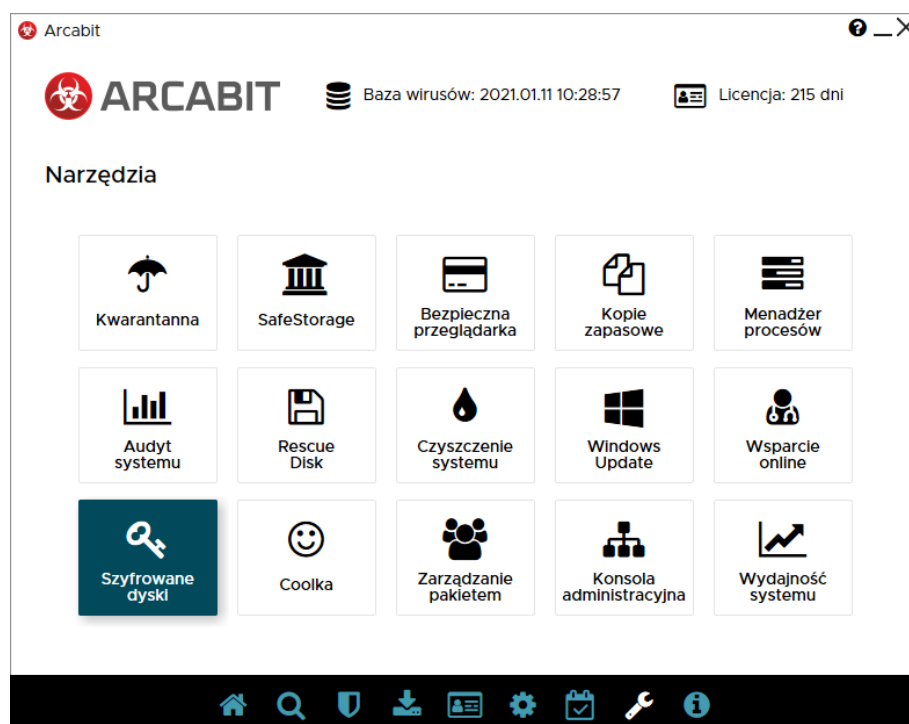 Arcabit
ARCABIT
Baza wirusów: 2021.01.11 10:28:57
Licencja: 215 dni
Narzędzia
Kwarantanna
SafeStorage
Bezpieczna
przeglądarka
Kopie
zapasowe
Menadżer
procesów
Audyt
systemu
Rescue
Disk
Czyszczenie
systemu
Windows
Update
Wsparcie
online
Szyfrowane
dyski
Coolka
Zarządzanie
pakietem
Konsola
administracyjna
Wydajność
systemu